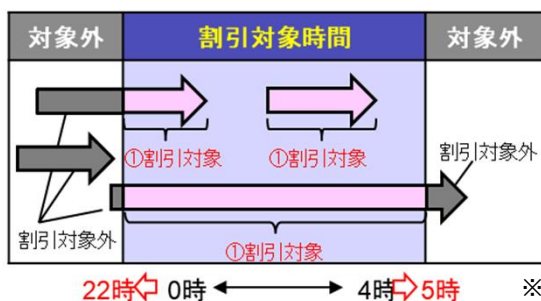 対象外 割引対象時間 対象外
①割引対象 ①割引対象
割引対象外
割引対象外
①割引対象
22時 0時 4時 5時 ※